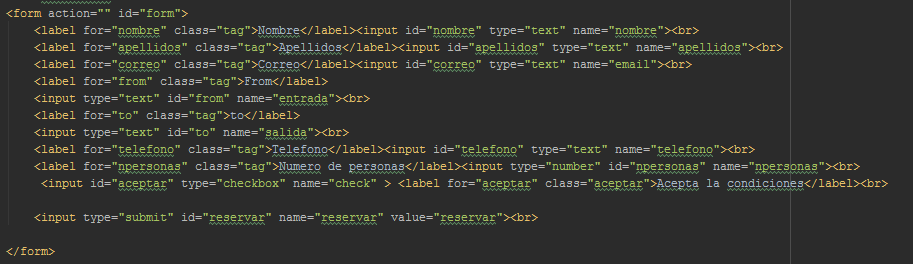 <form action="" id="form">
<label for="nombre" class="tag">Nombre</label><input id="nombre" type="text" name="nombre"><br>
<label for="apellidos" class="tag">Apellidos</label><input id="apellidos" type="text" name="apellidos"><br>
<label for="correo" class="tag">Correo</label><input id="correo" type="text" name="email"><br>
<label for="from" class="tag">From</label>
<input type="text" id="from" name="entrada"><br>
<label for="to" class="tag">to</label>
<input type="text" id="to" name="salida"><br>
<label for="telefono" class="tag">Telefono</label><input id="telefono" type="text" name="telefono"><br>
<label for="npersonas" class="tag">Numero de personas</label><input type="number" id="npersonas" name="npersonas"><br>
<input id="aceptar" type="checkbox" name="check" > <label for="aceptar" class="aceptar">Acepta la condiciones</label><br>
<input type="submit" id="reservar" name="reservar" value="reservar"><br>
</form>